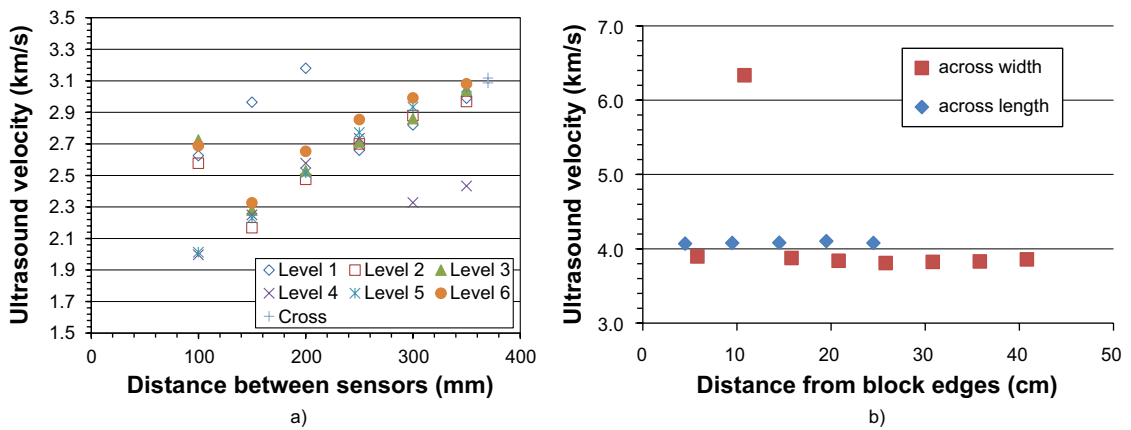 3.5
3.3
3.1
2.9
2.7
2.5
2.3
2.1
1.9
1.7
1.5
Ultrasound velocity (km/s)
Level 1 Level 2 Level 3
Level 4 Level 5 Level 6
Cross
0 100 200 300 400
Distance between sensors (mm)
a)
7.0
6.0
5.0
4.0
3.0
Ultrasound velocity (km/s)
across width
across length
0 10 20 30 40 50
Distance from block edges (cm)
b)